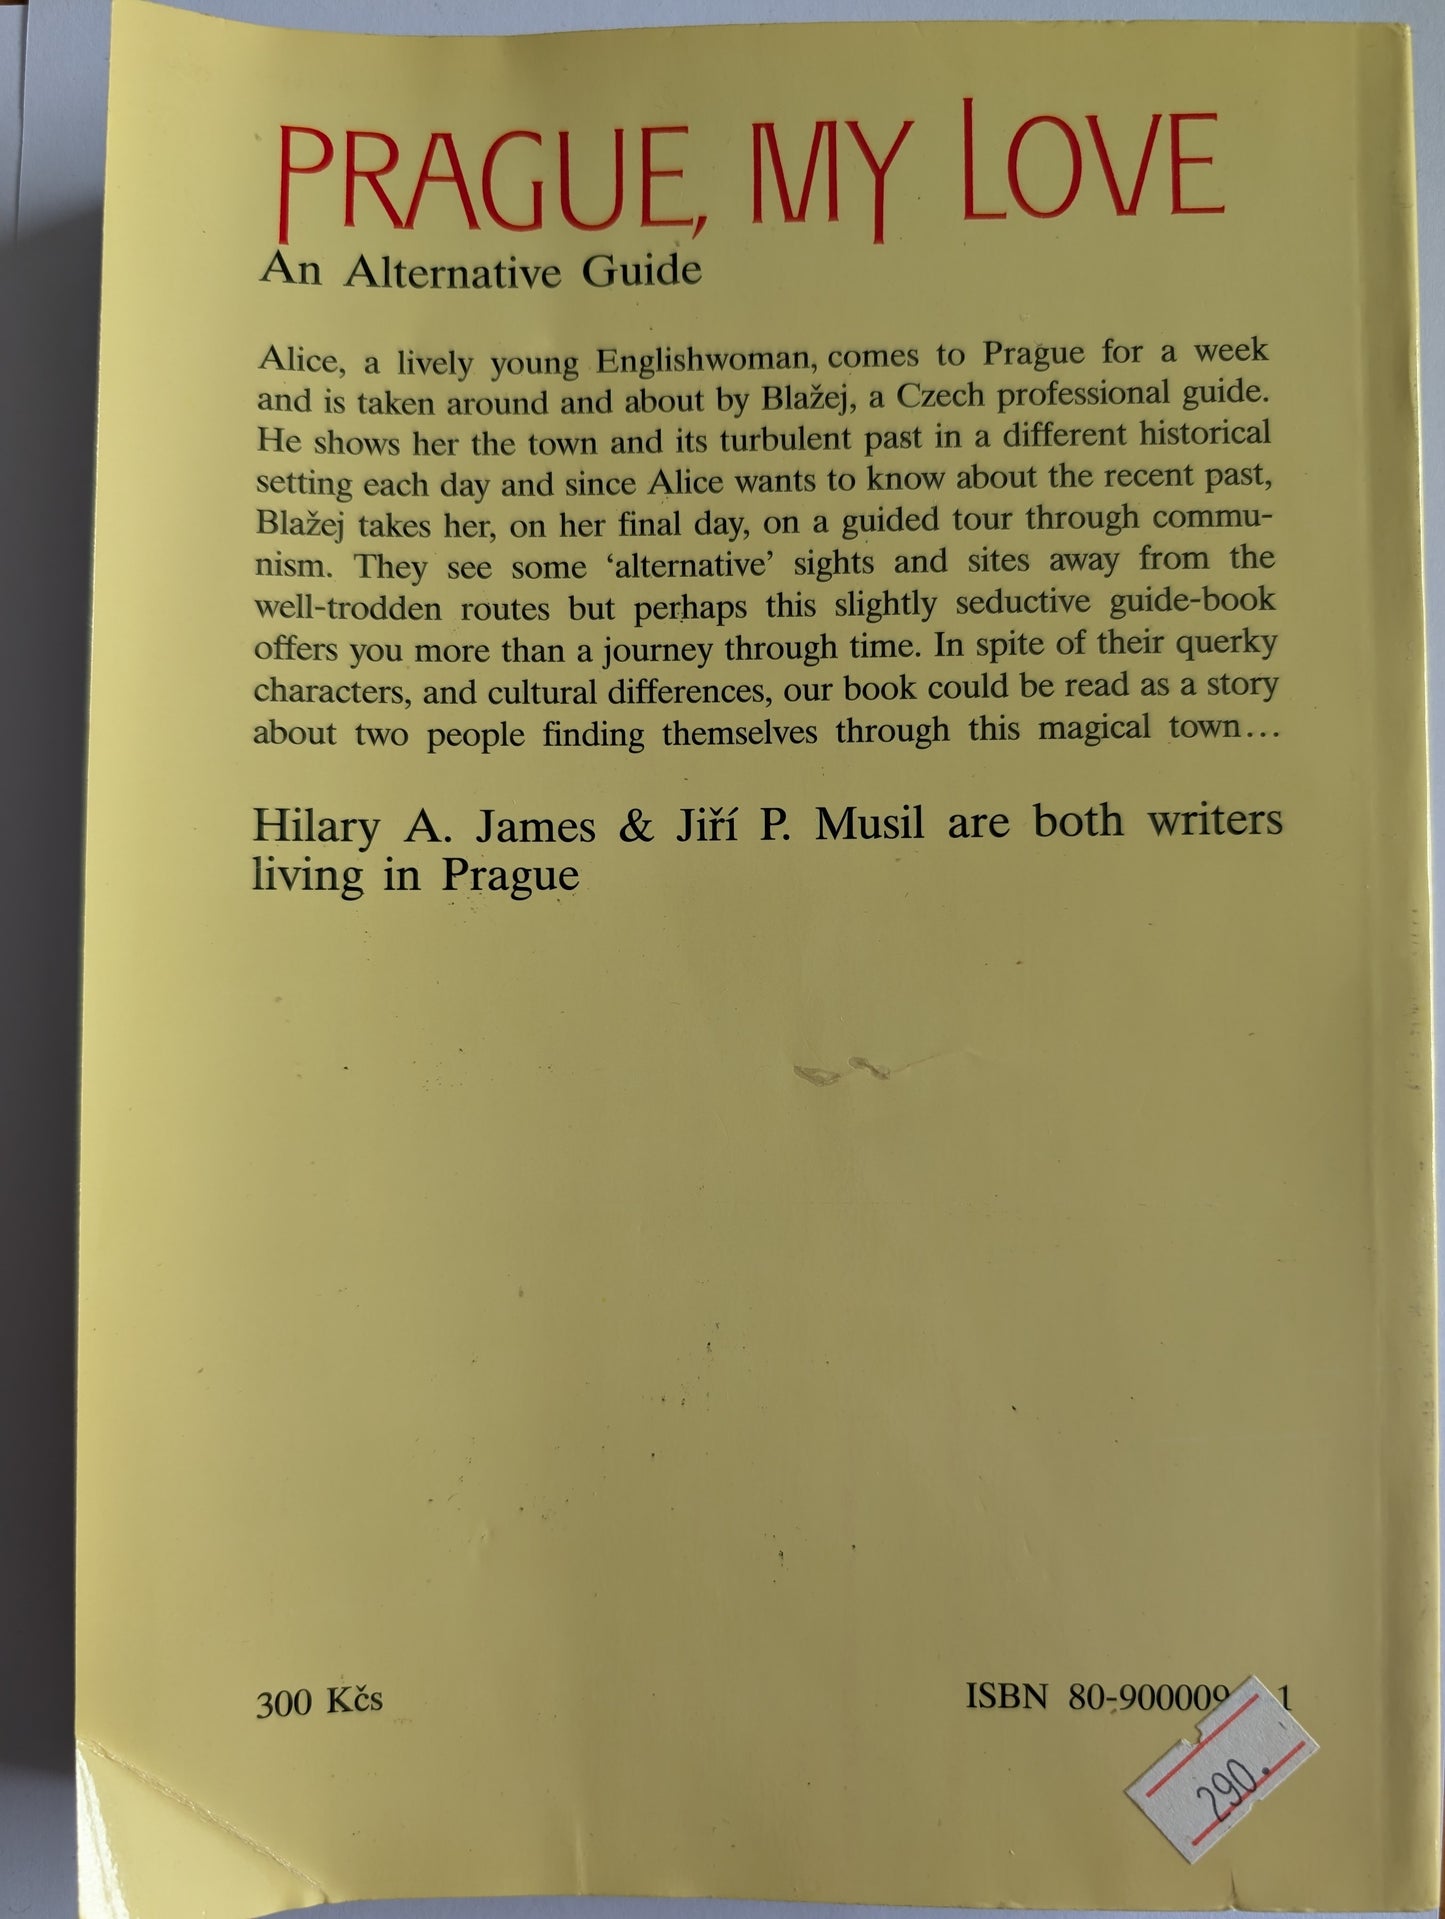 PRAGUE, MY LOVE
An Alternative Guide
Alice, a lively young Englishwoman, comes to Prague for a week
and is taken around and about by Blažej, a Czech professional guide.
He shows her the town and its turbulent past in a different historical
setting each day and since Alice wants to know about the recent past,
Blažej takes her, on her final day, on a guided tour through commu-
nism. They see some ‘alternative’ sights and sites away from the
well-trodden routes but perhaps this slightly seductive guide-book
offers you more than a journey through time. In spite of their querky
characters, and cultural differences, our book could be read as a story
about two people finding themselves through this magical town...
Hilary A. James & Jiří P. Musil are both writers
living in Prague
300 Kčs
ISBN 80-900009 1
290.